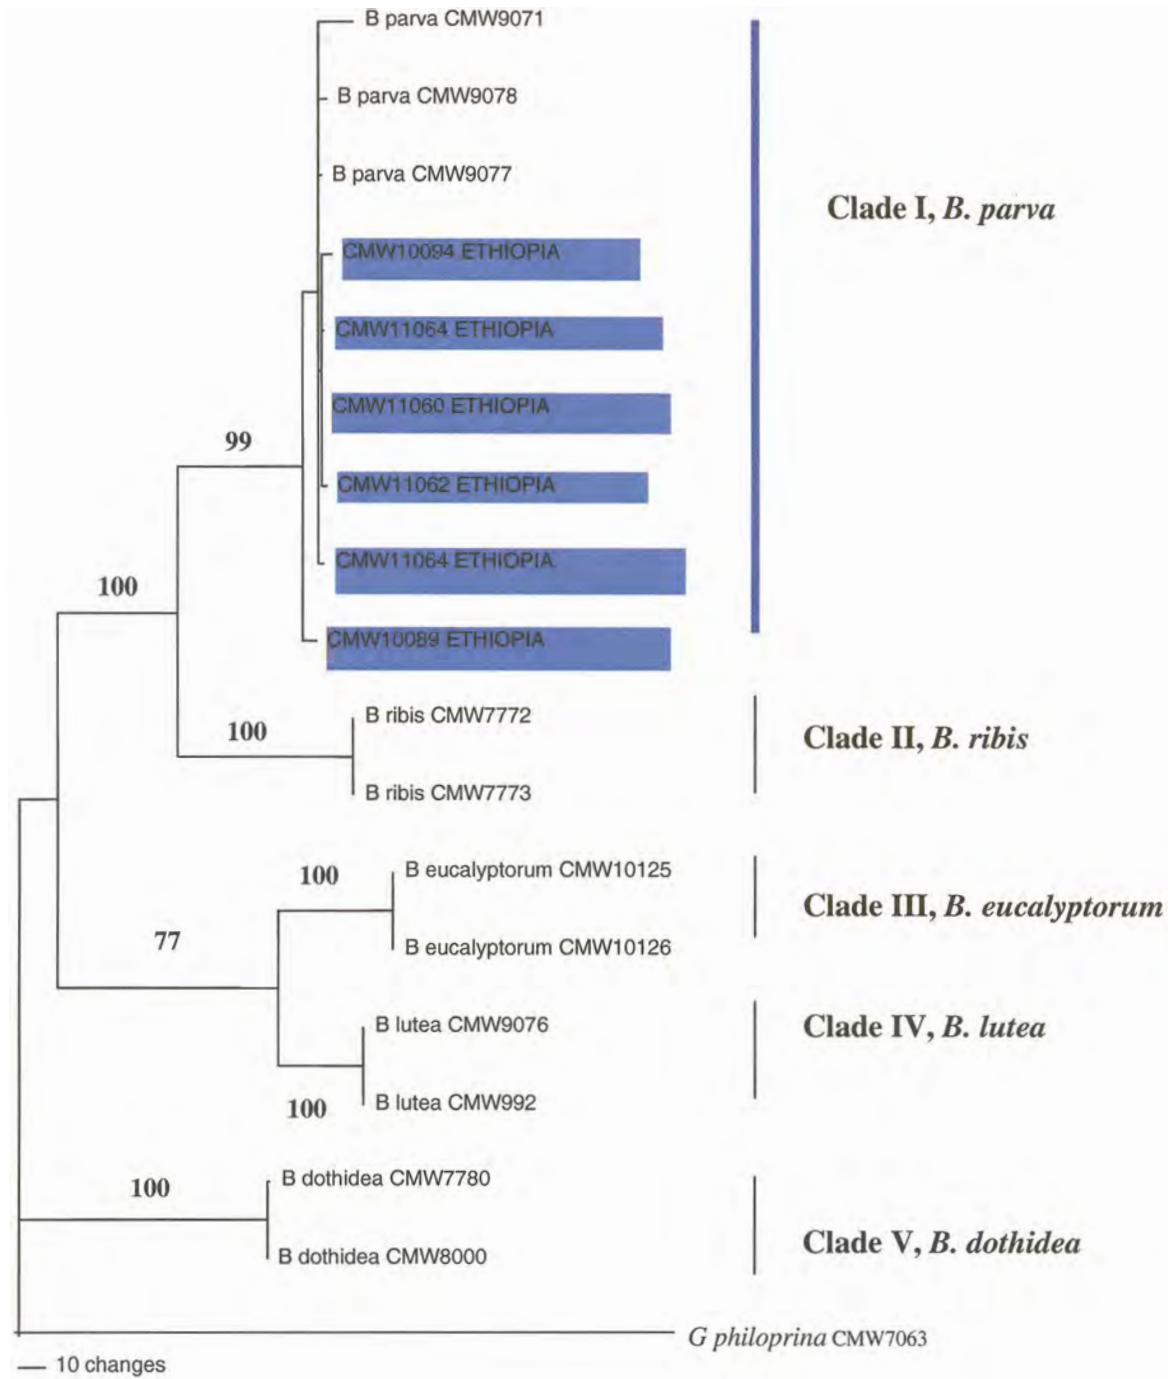 B parva CMW9071
B parva CMW9078
B parva CMW9077
Clade I, B. parva
CMW10094 ETHIOPIA
CMW11064 ETHIOPIA
CMW11060 ETHIOPIA
99
CMW11062 ETHIOPIA
CMW11064 ETHIOPIA
100
CMW10089 ETHIOPIA
B ribis CMW7772
100
Clade II, B. ribis
B ribis CMW7773
B eucalyptorum CMW10125
100
Clade III, B. eucalyptorum
77
B eucalyptorum CMW10126
B lutea CMW9076
Clade IV, B. lutea
B lutea CMW992
100
B dothidea CMW7780
100
Clade V, B. dothidea
B dothidea CMW8000
G philoprina CMW7063
10 changes